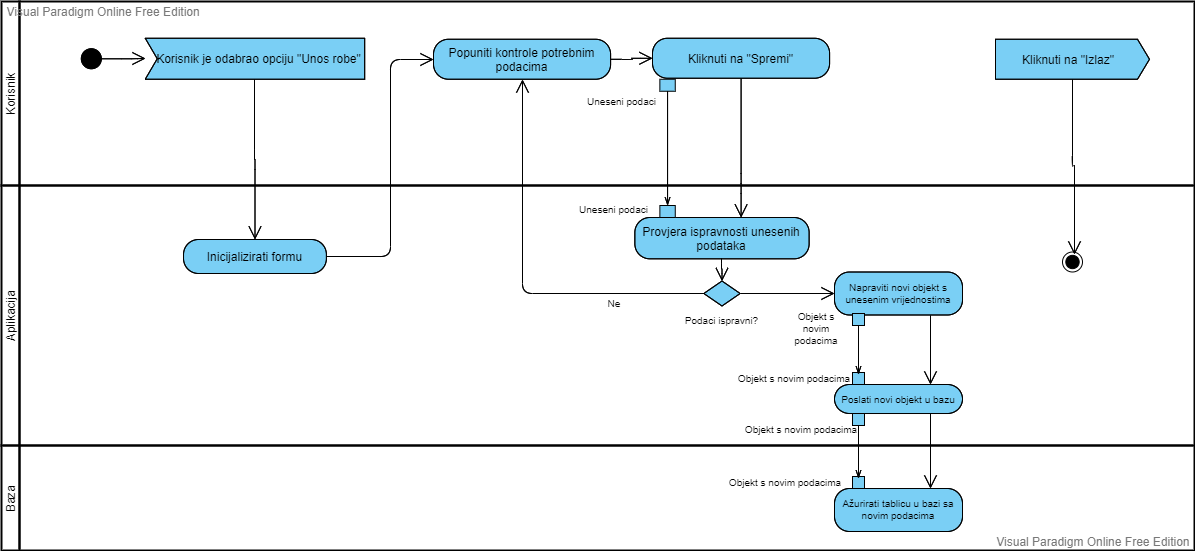 Visual Paradigm Online Free Edition
Korisnik
Korisnik je odabrao opciju "Unos robe"
Popuniti kontrole potrebnim
podacima
Kliknuti na "Spremi"
Kliknuti na "Izlaz"
Uneseni podaci
Aplikacija
Uneseni podaci
Provjera ispravnosti unesenih
podataka
Inicijalizirati formu
Ne
Podaci ispravni?
Napraviti novi objekt s
unesenim vrijednostima
Objekt s
novim
podacima
Objekt s novim podacima
Poslati novi objekt u bazu
Objekt s novim podacima
Baza
Objekt s novim podacima
Ažurirati tablicu u bazi sa
novim podacima
Visual Paradigm Online Free Edition